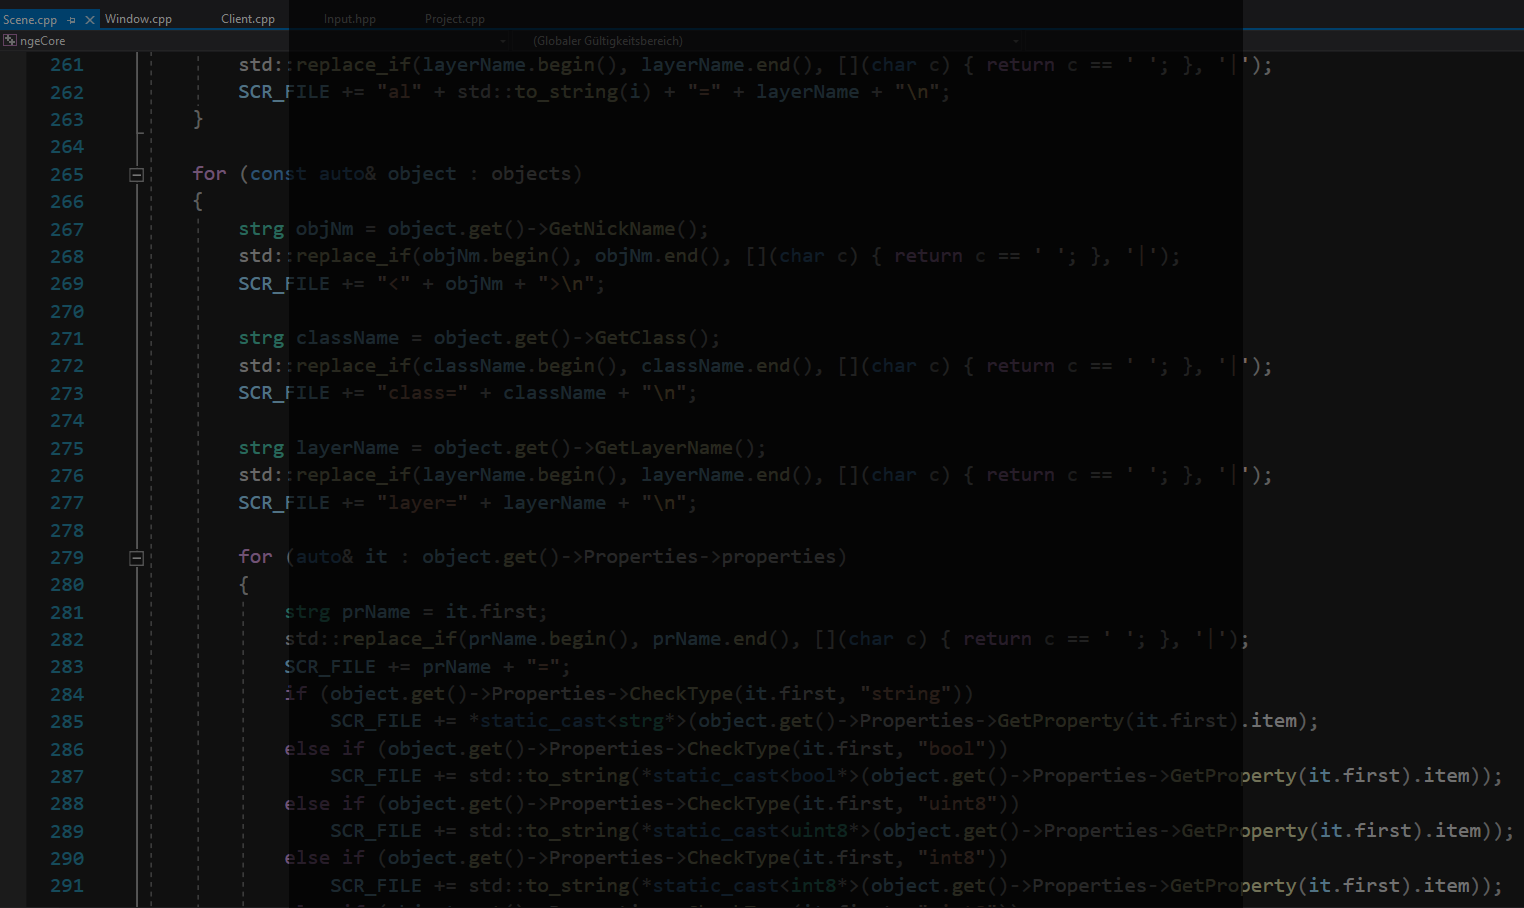 Scene.cpp Window.cpp Client.cpp Input.hpp Project.cpp
ngeCore (Globaler Gültigkeitsbereich)
261 std::replace_if(layerName.begin(), layerName.end(), [](char c) { return c == ' '; }, '|');
262 SCR_FILE += "al" + std::to_string(i) + "=" + layerName + "\n";
263 }
264
265 for (const auto& object : objects)
266 {
267 strg objNm = object.get()->GetNickName();
268 std::replace_if(objNm.begin(), objNm.end(), [](char c) { return c == ' '; }, '|');
269 SCR_FILE += "<" + objNm + ">\n";
270
271 strg className = object.get()->GetClass();
272 std::replace_if(className.begin(), className.end(), [](char c) { return c == ' '; }, '|');
273 SCR_FILE += "class=" + className + "\n";
274
275 strg layerName = object.get()->GetLayerName();
276 std::replace_if(layerName.begin(), layerName.end(), [](char c) { return c == ' '; }, '|');
277 SCR_FILE += "layer=" + layerName + "\n";
278
279 for (auto& it : object.get()->Properties->properties)
280 {
281 strg prName = it.first;
282 std::replace_if(prName.begin(), prName.end(), [](char c) { return c == ' '; }, '|');
283 SCR_FILE += prName + "=";
284 if (object.get()->Properties->CheckType(it.first, "string"))
285 SCR_FILE += *static_cast<strg*>(object.get()->Properties->GetProperty(it.first).item);
286 else if (object.get()->Properties->CheckType(it.first, "bool"))
287 SCR_FILE += std::to_string(*static_cast<bool*>(object.get()->Properties->GetProperty(it.first).item));
288 else if (object.get()->Properties->CheckType(it.first, "uint8"))
289 SCR_FILE += std::to_string(*static_cast<uint8*>(object.get()->Properties->GetProperty(it.first).item));
290 else if (object.get()->Properties->CheckType(it.first, "int8"))
291 SCR_FILE += std::to_string(*static_cast<int8*>(object.get()->Properties->GetProperty(it.first).item));